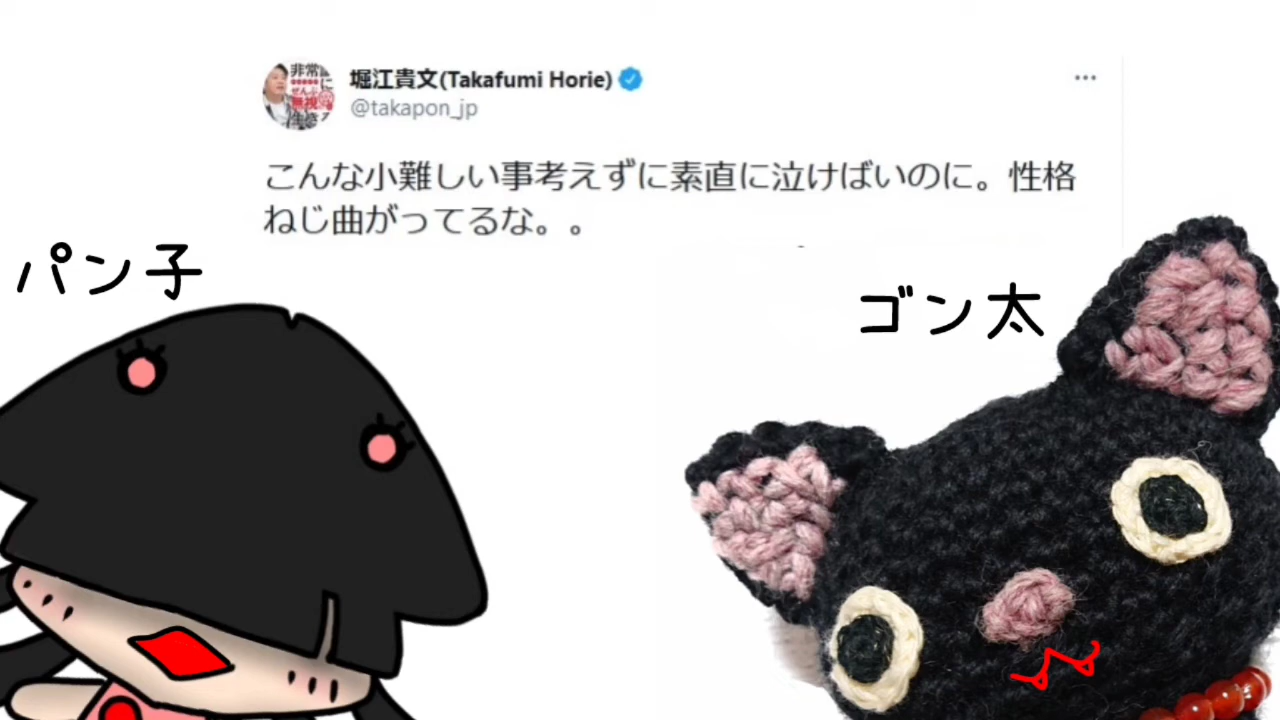 堀江貴文(Takafumi Horie)
@takapon_jp
こんな小難しい事考えずに素直に泣けばいいのに。性格
ねじ曲がってるな。。
パン子
ゴン太